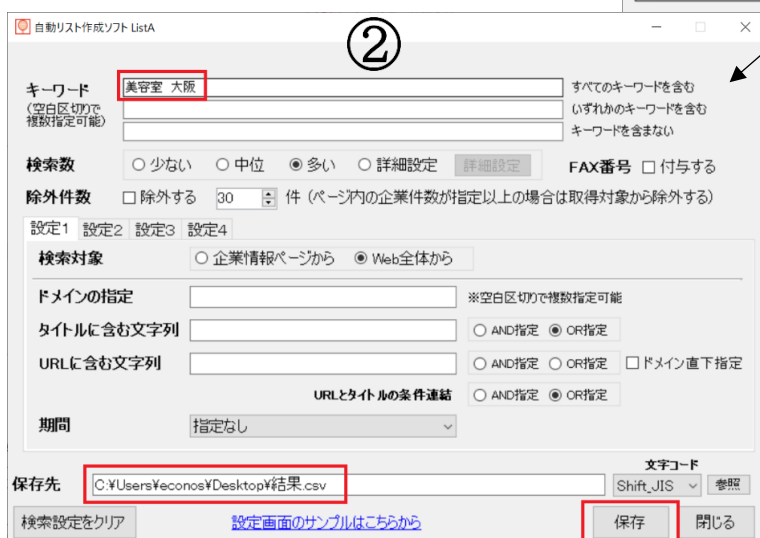 自動リスト作成ソフト ListA
②
キーワード
(空白区切りで
複数指定可能)
美容室 大阪
すべてのキーワードを含む
いずれかのキーワードを含む
キーワードを含まない
検索数 少ない 中位 多い 詳細設定 詳細設定 FAX番号 付与する
除外件数 除外する 30 件 (ページ内の企業件数が指定以上の場合は取得対象から除外する)
設定1 設定2 設定3 設定4
検索対象 企業情報ページから Web全体から
ドメインの指定 ※空白区切りで複数指定可能
タイトルに含む文字列 AND指定 OR指定
URLに含む文字列 AND指定 OR指定 ドメイン直下指定
URLとタイトルの条件連結 AND指定 OR指定
期間 指定なし
文字コード
保存先 C:¥Users¥econos¥Desktop¥結果.csv Shift_JIS 参照
検索設定をクリア 設定画面のサンプルはこちらから 保存 閉じる